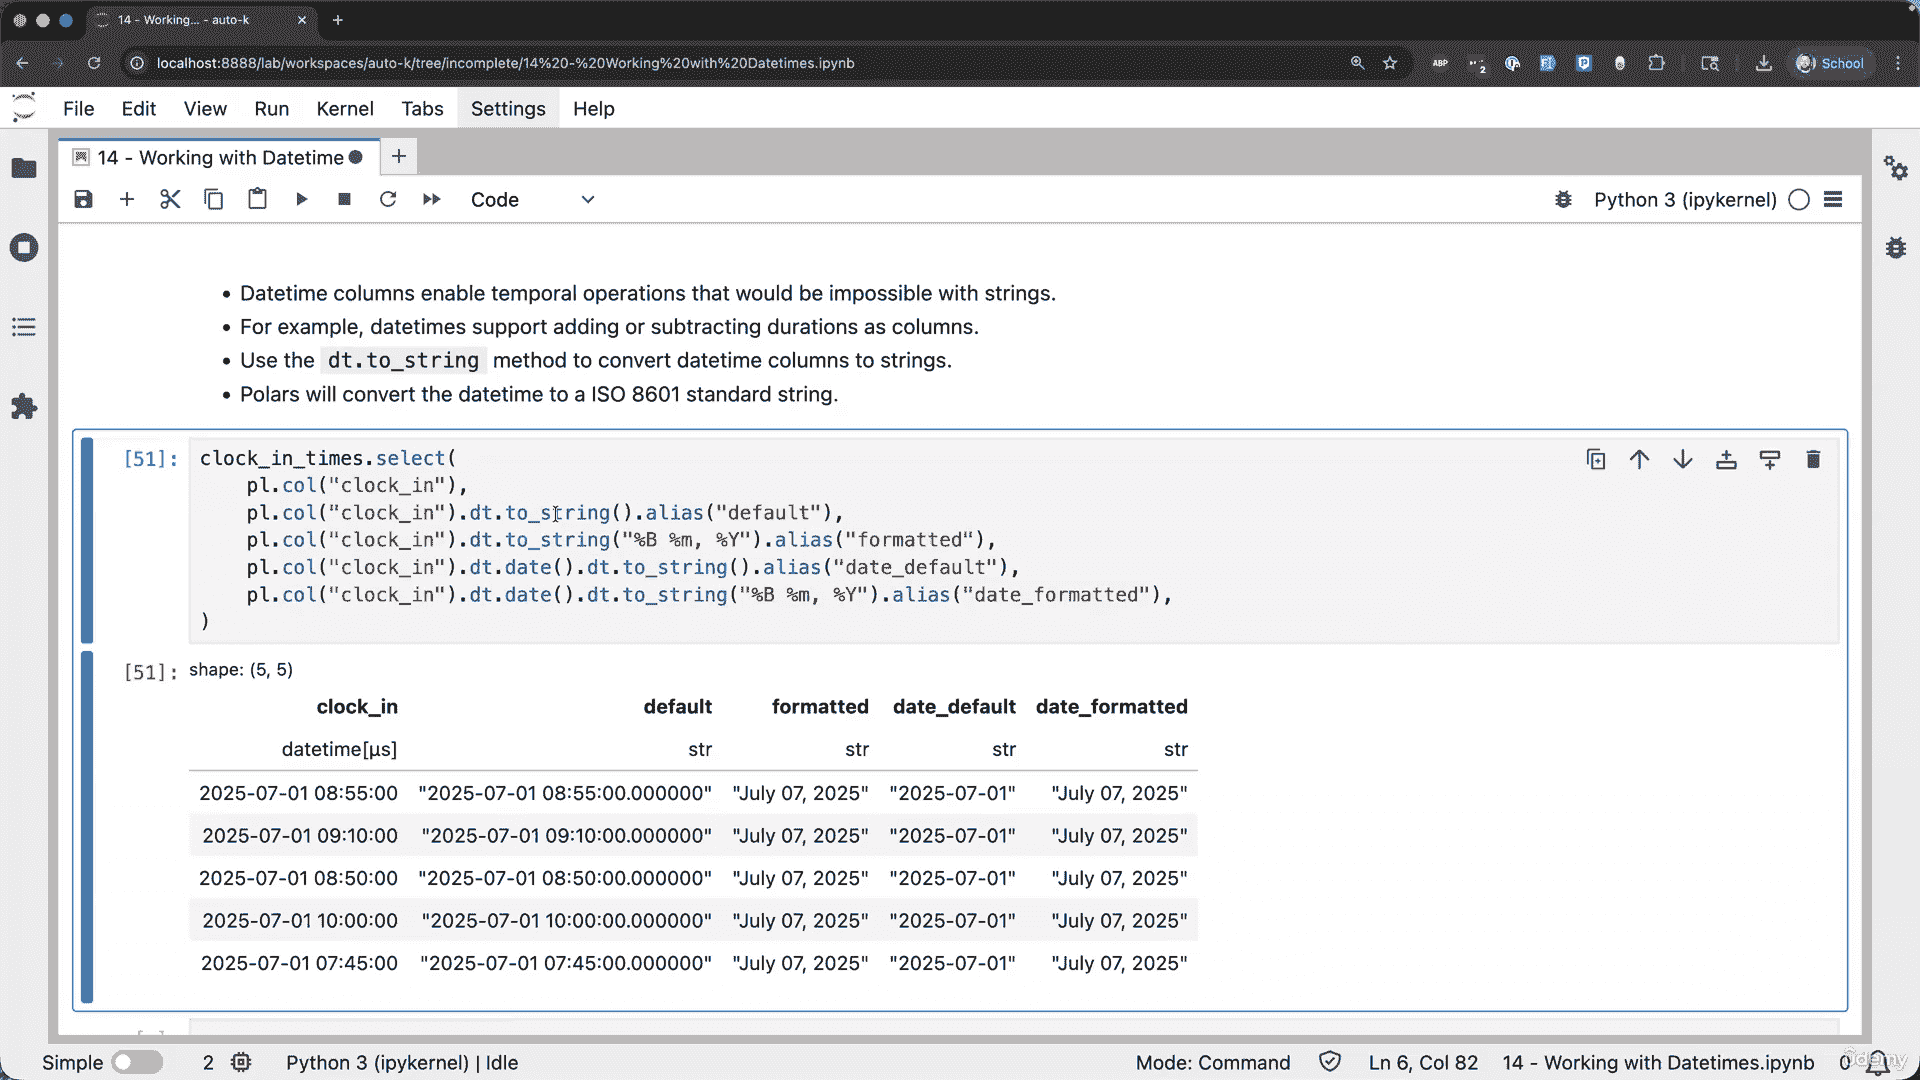 14 - Working... - auto-k
localhost:8888/lab/workspaces/auto-k/tree/incomplete/14%20-%20Working%20with%20Datetimes.ipynb
ABP
2
School
File Edit View Run Kernel Tabs Settings Help
14 - Working with Datetime
Code
Python 3 (ipykernel)
• Datetime columns enable temporal operations that would be impossible with strings.
• For example, datetimes support adding or subtracting durations as columns.
• Use the dt.to_string method to convert datetime columns to strings.
• Polars will convert the datetime to a ISO 8601 standard string.
[51]: clock_in_times.select(
pl.col("clock_in"),
pl.col("clock_in").dt.to_string().alias("default"),
pl.col("clock_in").dt.to_string("%B %m, %Y").alias("formatted"),
pl.col("clock_in").dt.date().dt.to_string().alias("date_default"),
pl.col("clock_in").dt.date().dt.to_string("%B %m, %Y").alias("date_formatted"),
)
[51]: shape: (5, 5)
clock_in default formatted date_default date_formatted
datetime[μs] str str str str
2025-07-01 08:55:00 "2025-07-01 08:55:00.000000" "July 07, 2025" "2025-07-01" "July 07, 2025"
2025-07-01 09:10:00 "2025-07-01 09:10:00.000000" "July 07, 2025" "2025-07-01" "July 07, 2025"
2025-07-01 08:50:00 "2025-07-01 08:50:00.000000" "July 07, 2025" "2025-07-01" "July 07, 2025"
2025-07-01 10:00:00 "2025-07-01 10:00:00.000000" "July 07, 2025" "2025-07-01" "July 07, 2025"
2025-07-01 07:45:00 "2025-07-01 07:45:00.000000" "July 07, 2025" "2025-07-01" "July 07, 2025"
Simple 2 Python 3 (ipykernel) | Idle Mode: Command Ln 6, Col 82 14 - Working with Datetimes.ipynb 0
udemy